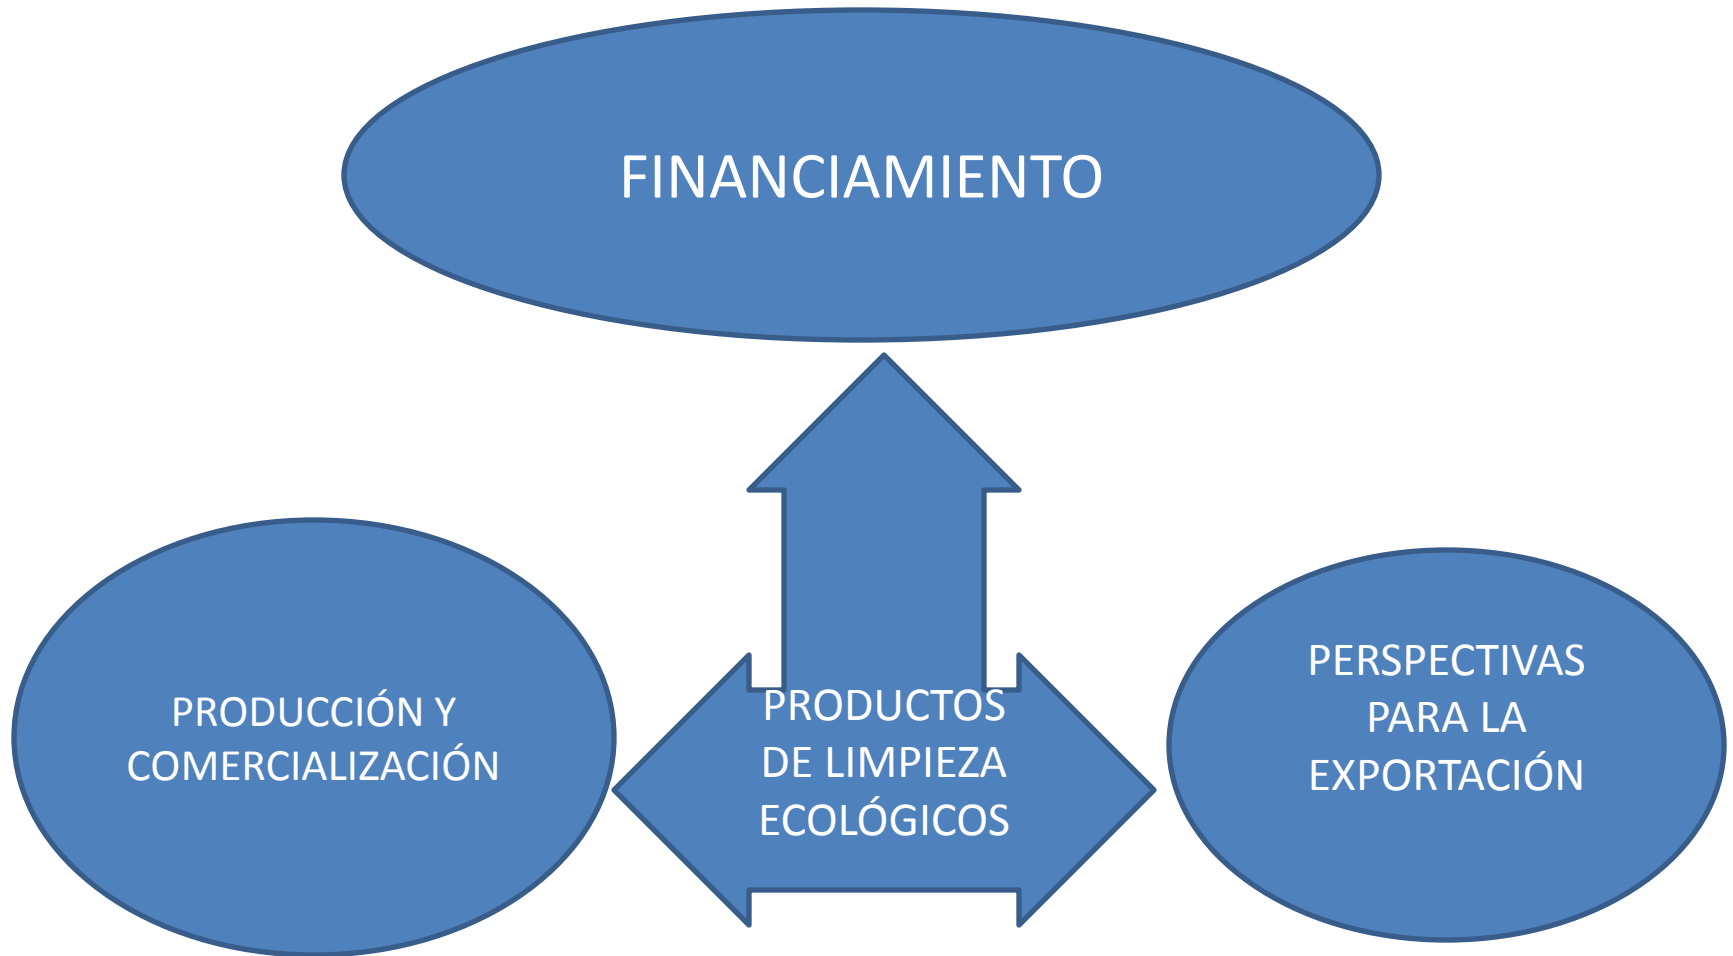 FINANCIAMIENTO
PRODUCCIÓN Y
COMERCIALIZACIÓN
PRODUCTOS
DE LIMPIEZA
ECOLÓGICOS
PERSPECTIVAS
PARA LA
EXPORTACIÓN